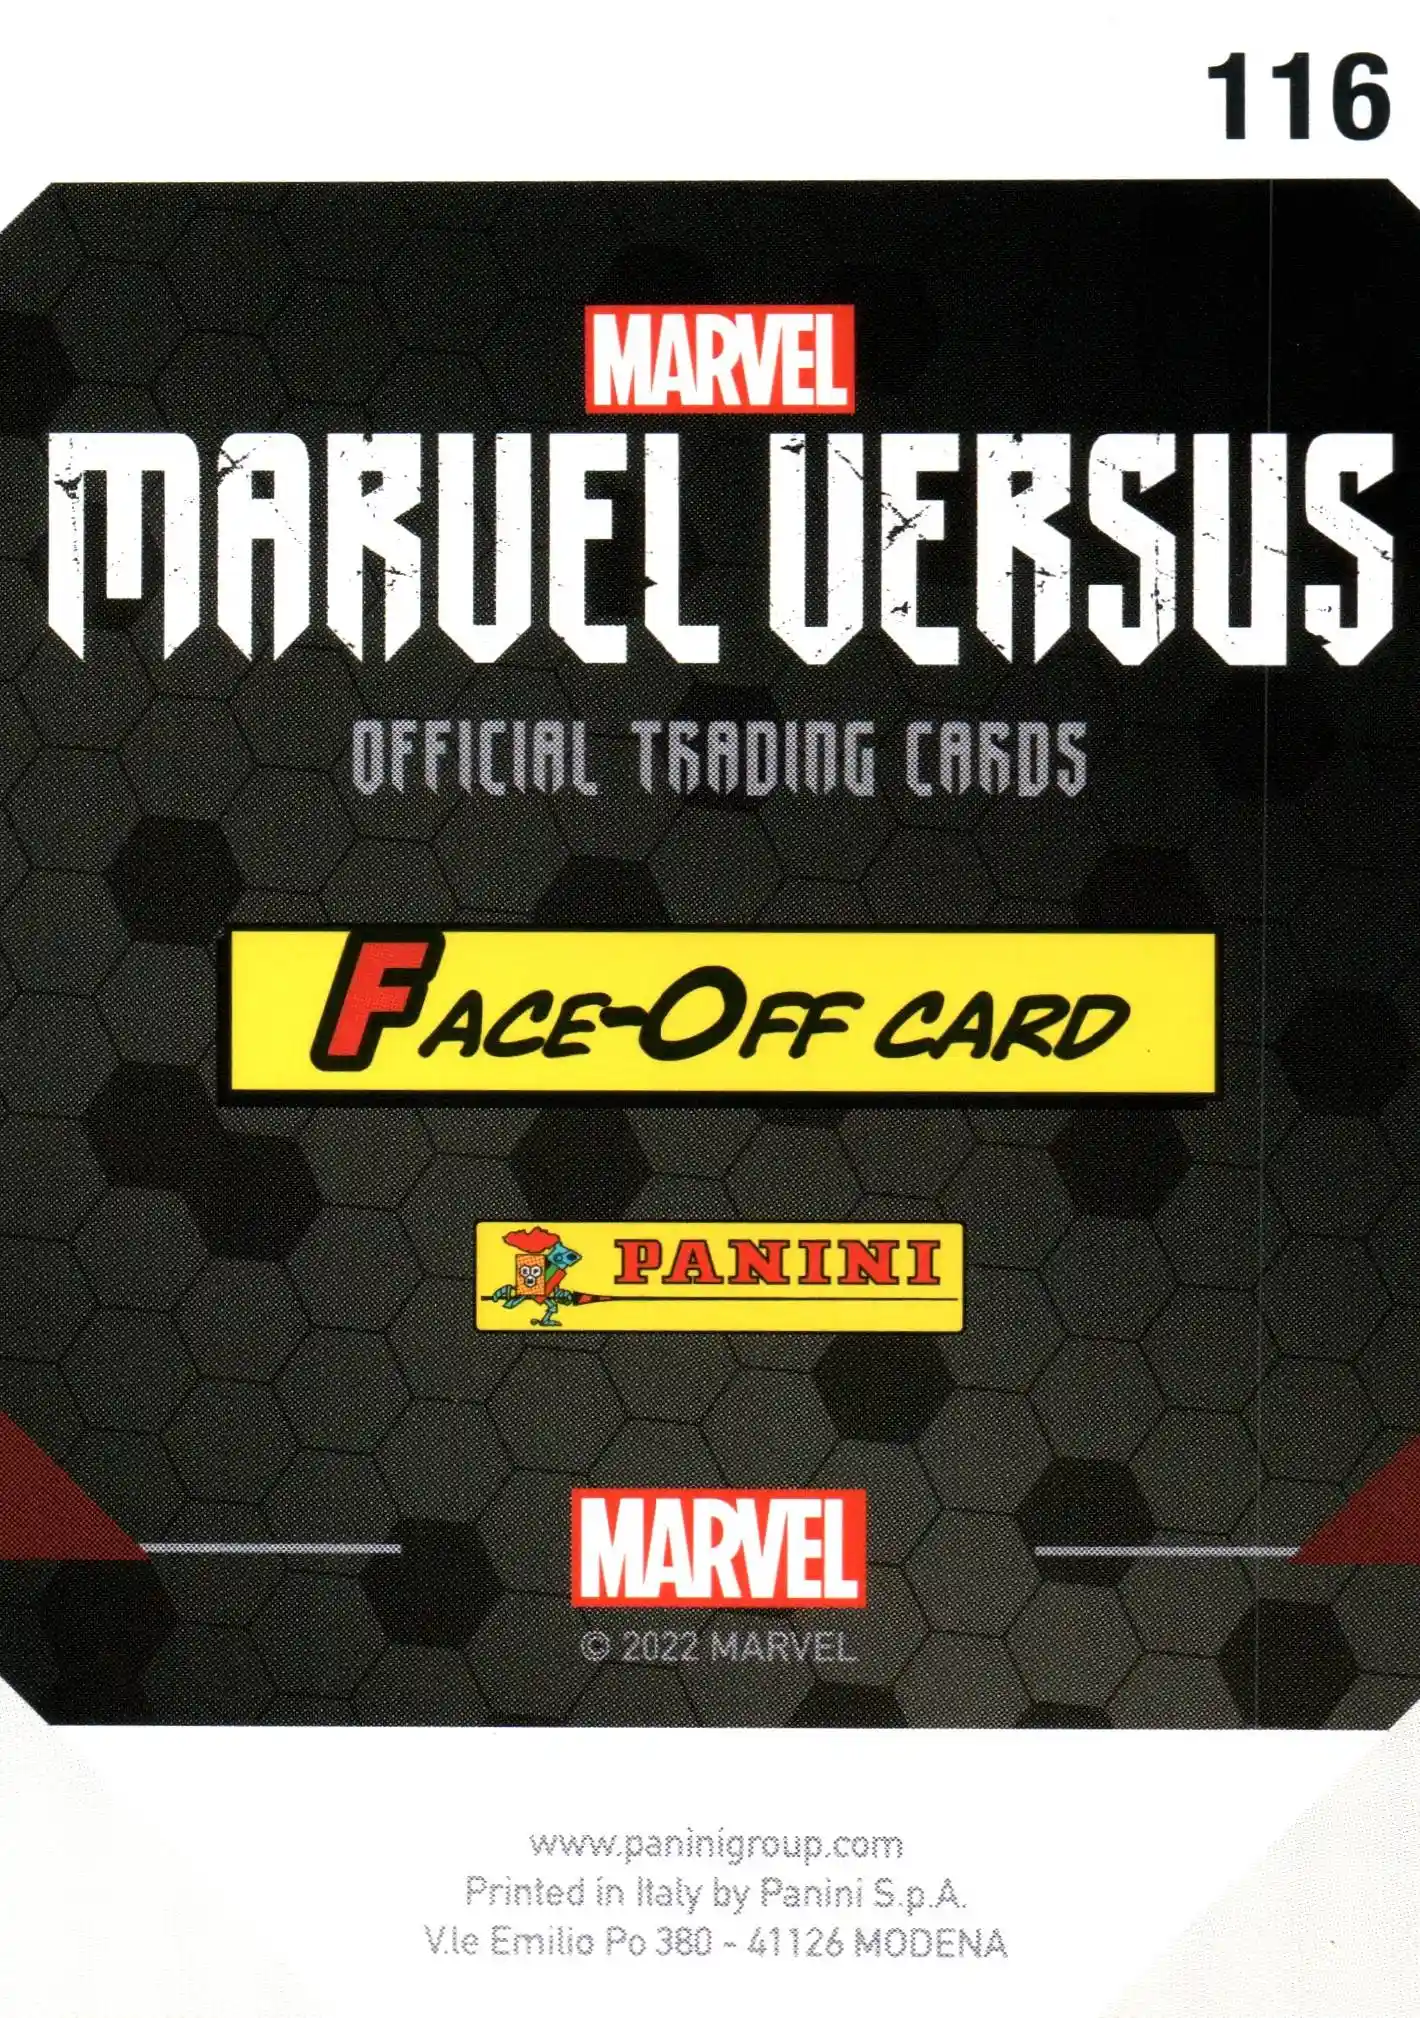 116
MARVEL
MARVEL VERSUS
OFFICIAL TRADING CARDS
FACE-OFF CARD
PANINI
MARVEL
© 2022 MARVEL
www.paninigroup.com
Printed in Italy by Panini S.p.A.
V.le Emilio Po 380 - 41126 MODENA